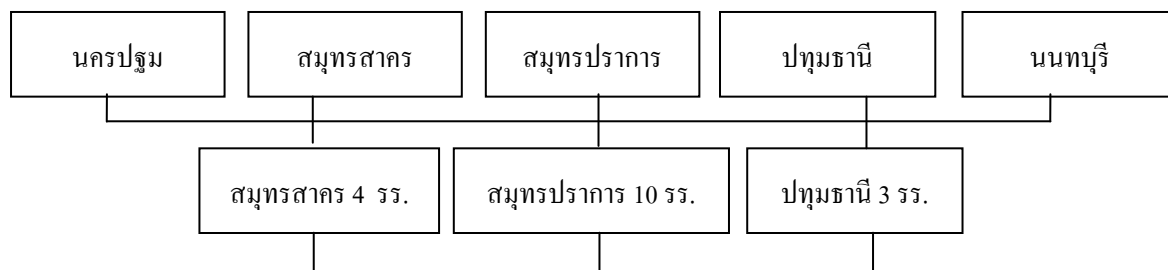 นครปฐม สมุทรสาคร สมุทรปราการ ปทุมธานี นนทบุรี
สมุทรสาคร 4 รร. สมุทรปราการ 10 รร. ปทุมธานี 3 รร.